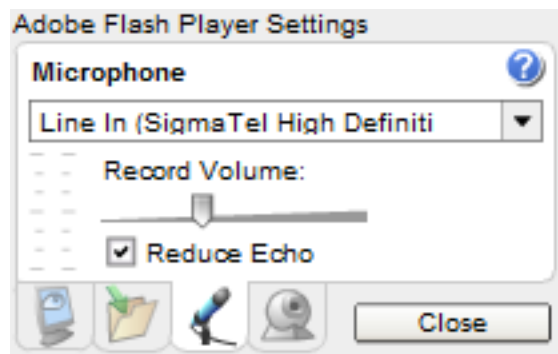 Adobe Flash Player Settings
Microphone
?
Line In (SigmaTel High Definiti
Record Volume:
Reduce Echo
Close